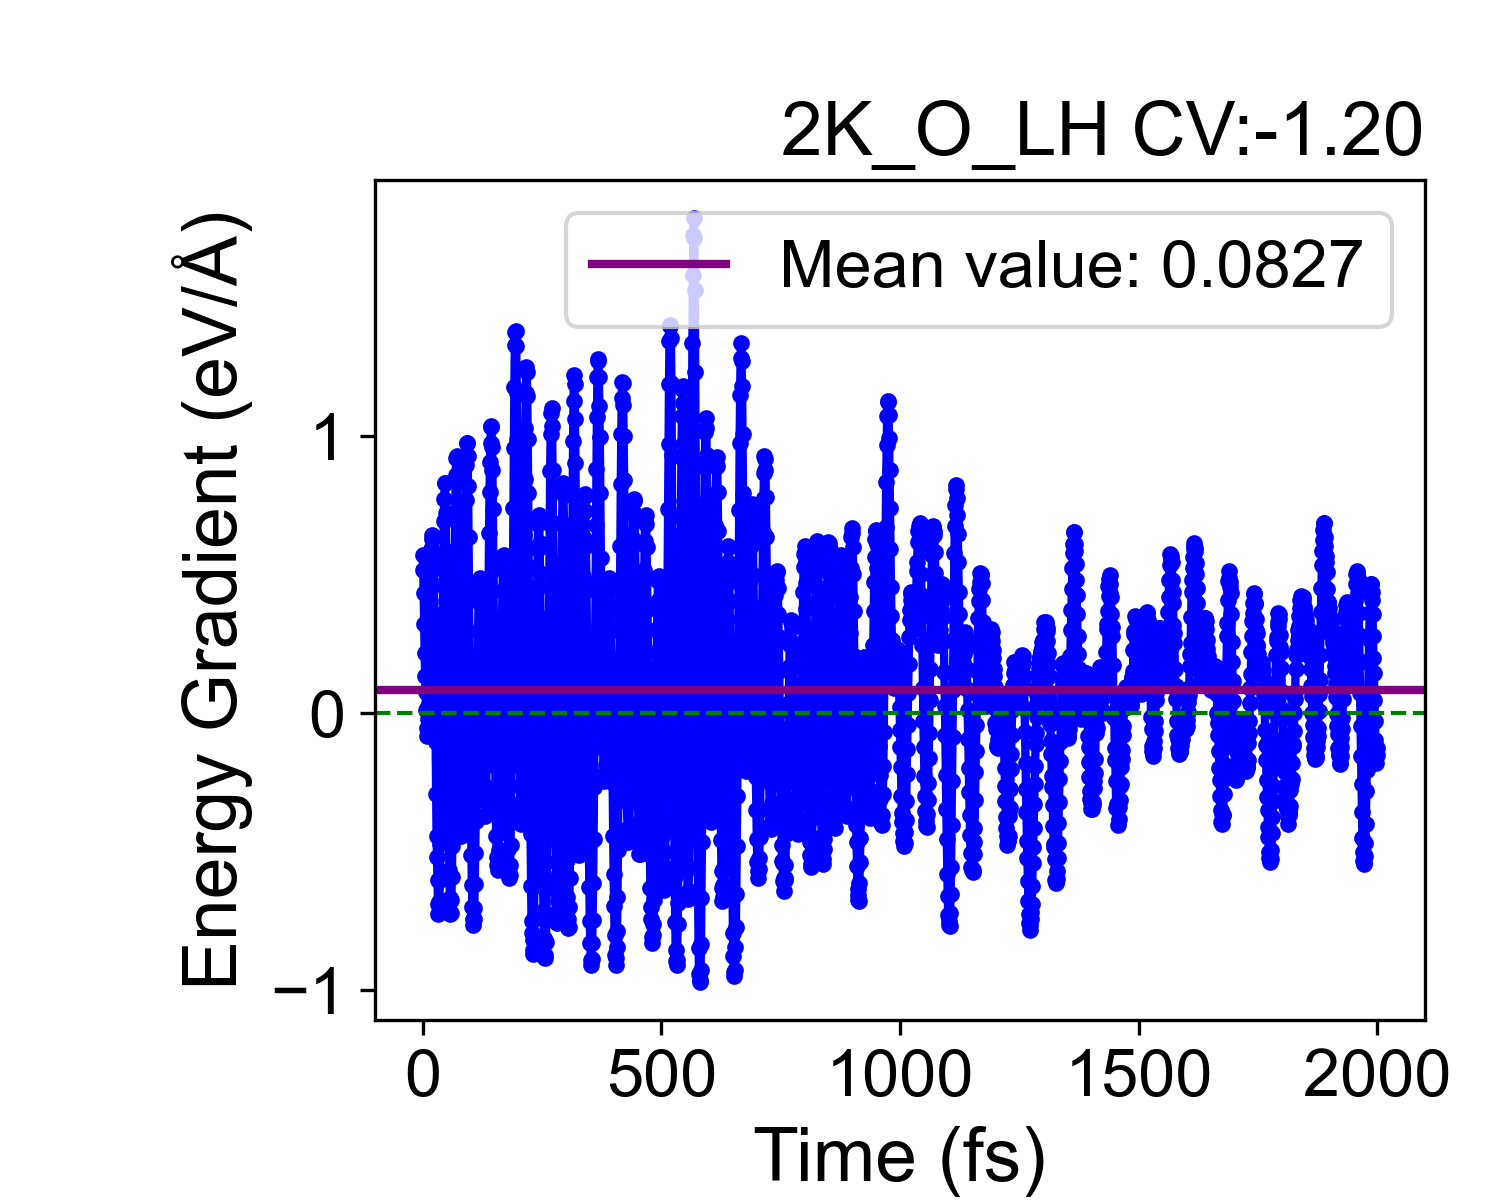 2K_O_LH CV:-1.20
Mean value: 0.0827
Energy Gradient (eV/Å)
1
0
−1
0 500 1000 1500 2000
Time (fs)